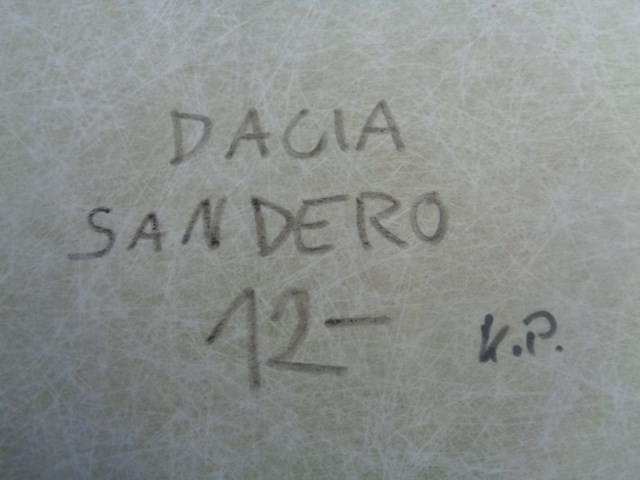 DACIA
SANDERO
12- K.P.